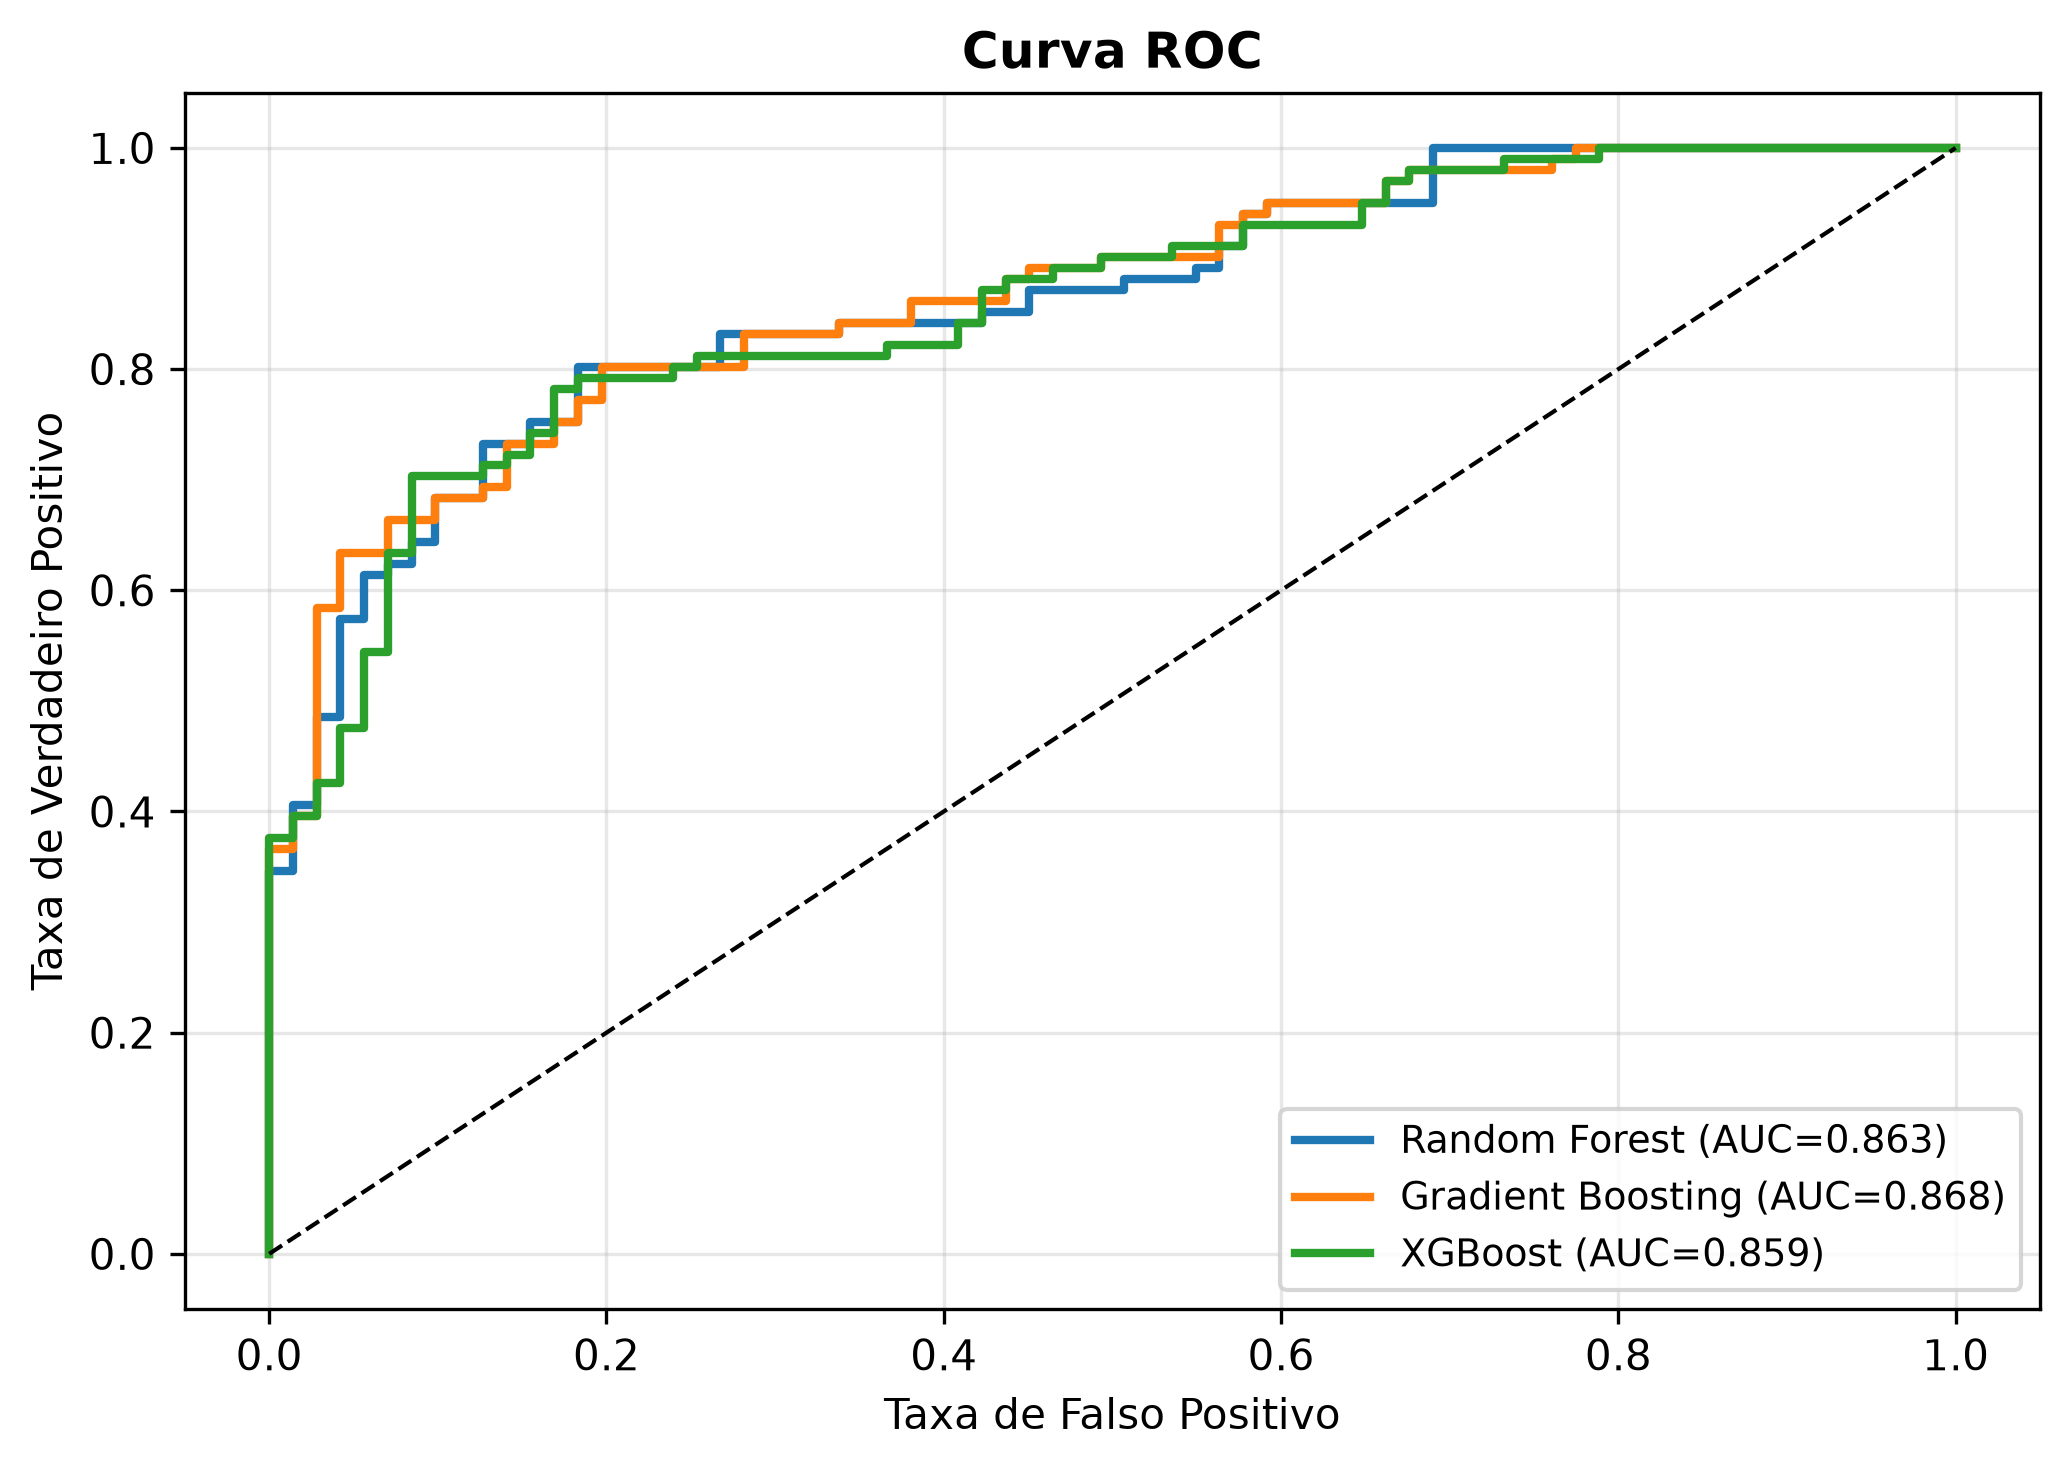 Curva ROC
1.0
0.8
0.6
0.4
0.2
0.0
Taxa de Verdadeiro Positivo
0.0 0.2 0.4 0.6 0.8 1.0
Taxa de Falso Positivo
Random Forest (AUC=0.863)
Gradient Boosting (AUC=0.868)
XGBoost (AUC=0.859)